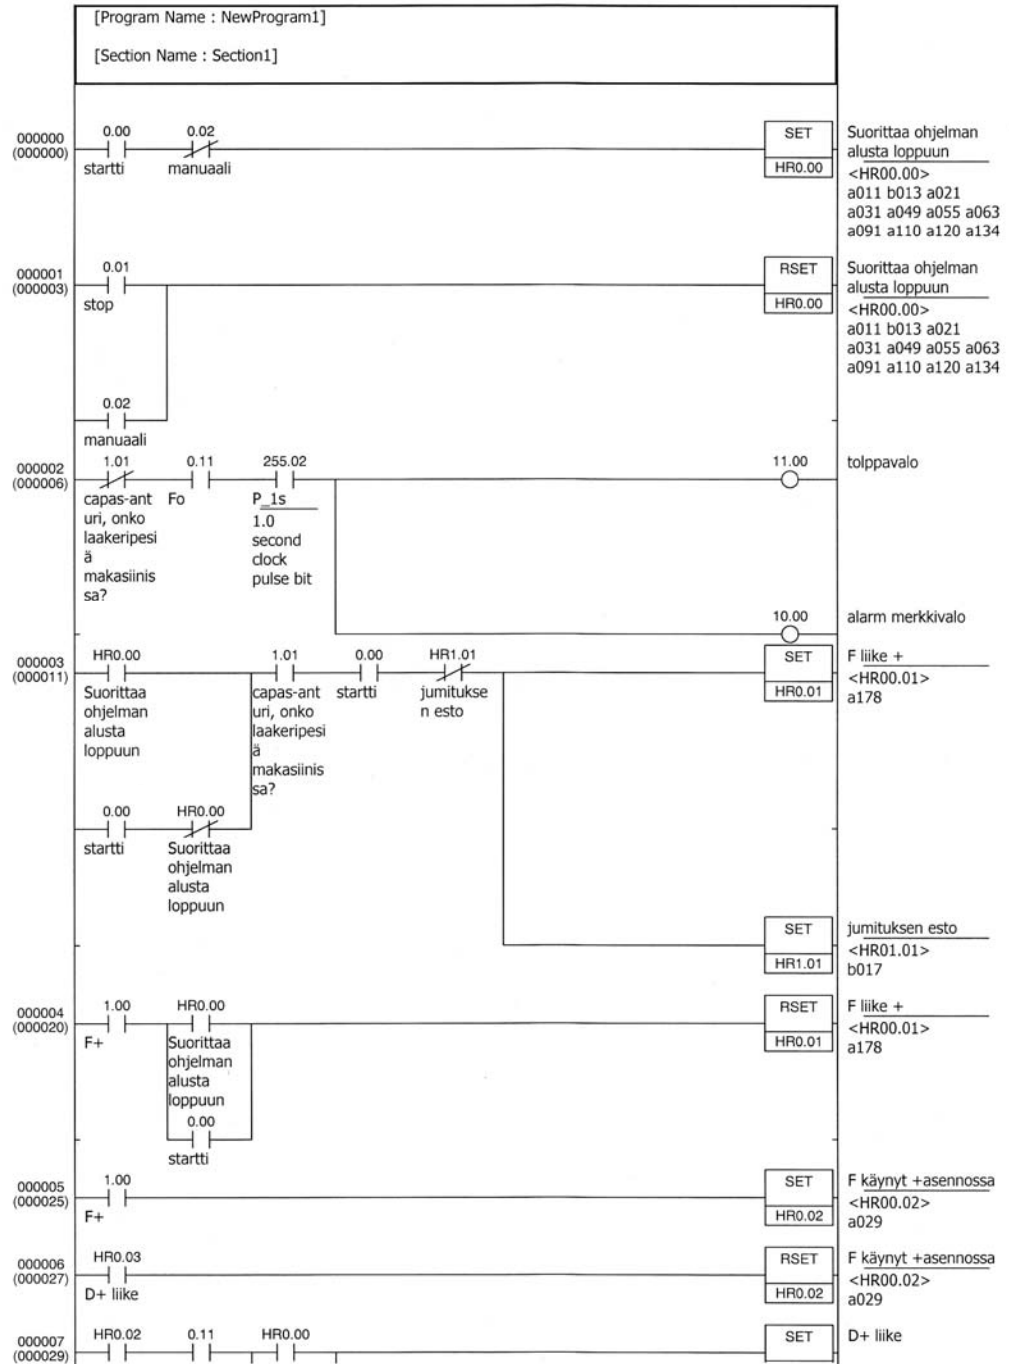 [Program Name : NewProgram1]
[Section Name : Section1]
000000
(000000)
0.00
startti
0.02
manuaali
SET
HR0.00
Suorittaa ohjelman
alusta loppuun
<HR00.00>
a011 b013 a021
a031 a049 a055 a063
a091 a110 a120 a134
000001
(000003)
0.01
stop
0.02
manuaali
RSET
HR0.00
Suorittaa ohjelman
alusta loppuun
<HR00.00>
a011 b013 a021
a031 a049 a055 a063
a091 a110 a120 a134
000002
(000006)
1.01
capas-ant
uri, onko
laakeripesi
ä
makasiinis
sa?
0.11
Fo
255.02
P_1s
1.0
second
clock
pulse bit
11.00
tolppavalo
10.00
alarm merkkivalo
000003
(000011)
HR0.00
Suorittaa
ohjelman
alusta
loppuun
1.01
capas-ant
uri, onko
laakeripesi
ä
makasiinis
sa?
0.00
startti
HR1.01
jumitukse
n esto
SET
HR0.01
F liike +
<HR00.01>
a178
0.00
startti
HR0.00
Suorittaa
ohjelman
alusta
loppuun
SET
HR1.01
jumituksen esto
<HR01.01>
b017
000004
(000020)
1.00
F+
HR0.00
Suorittaa
ohjelman
alusta
loppuun
0.00
startti
RSET
HR0.01
F liike +
<HR00.01>
a178
000005
(000025)
1.00
F+
SET
HR0.02
F käynyt +asennossa
<HR00.02>
a029
000006
(000027)
HR0.03
D+ liike
RSET
HR0.02
F käynyt +asennossa
<HR00.02>
a029
000007
(000029)
HR0.02
0.11
HR0.00
SET
D+ liike